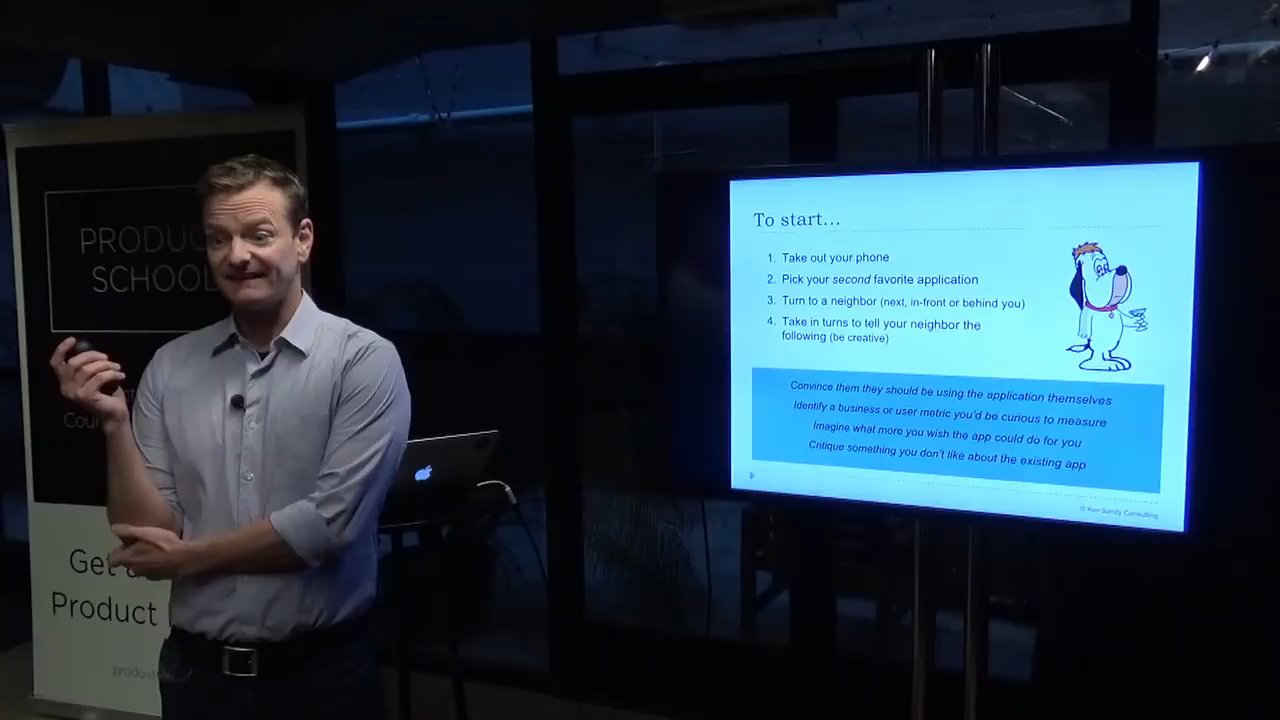 PRODUC
SCHOOL
Cour
Get a
Product
product
To start...
1. Take out your phone
2. Pick your second favorite application
3. Turn to a neighbor (next, in-front or behind you)
4. Take in turns to tell your neighbor the
following (be creative)
Convince them they should be using the application themselves
Identify a business or user metric you'd be curious to measure
Imagine what more you wish the app could do for you
Critique something you don't like about the existing app
© Ken Sandy Consulting